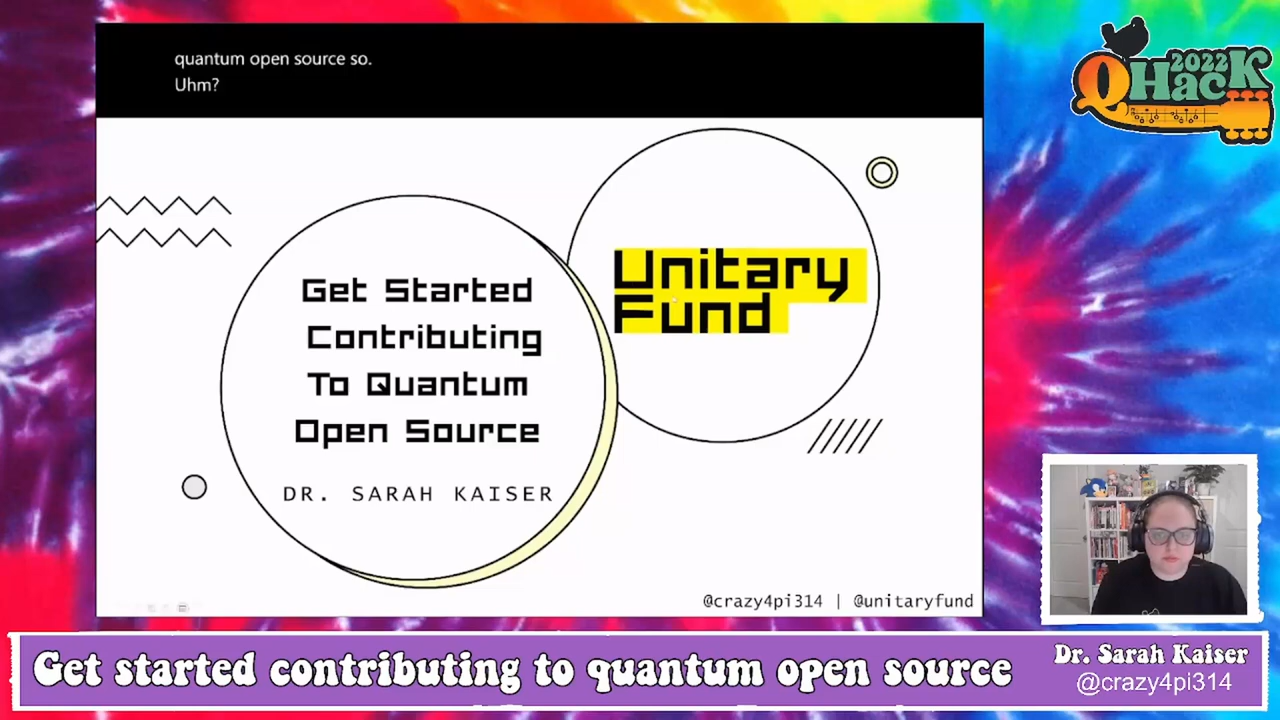 quantum open source so.
Uhm?
2022
QHacK
Unitary
Fund
Get Started
Contributing
To Quantum
Open Source
DR. SARAH KAISER
@crazy4pi314 | @unitaryfund
Get started contributing to quantum open source
Dr. Sarah Kaiser
@crazy4pi314